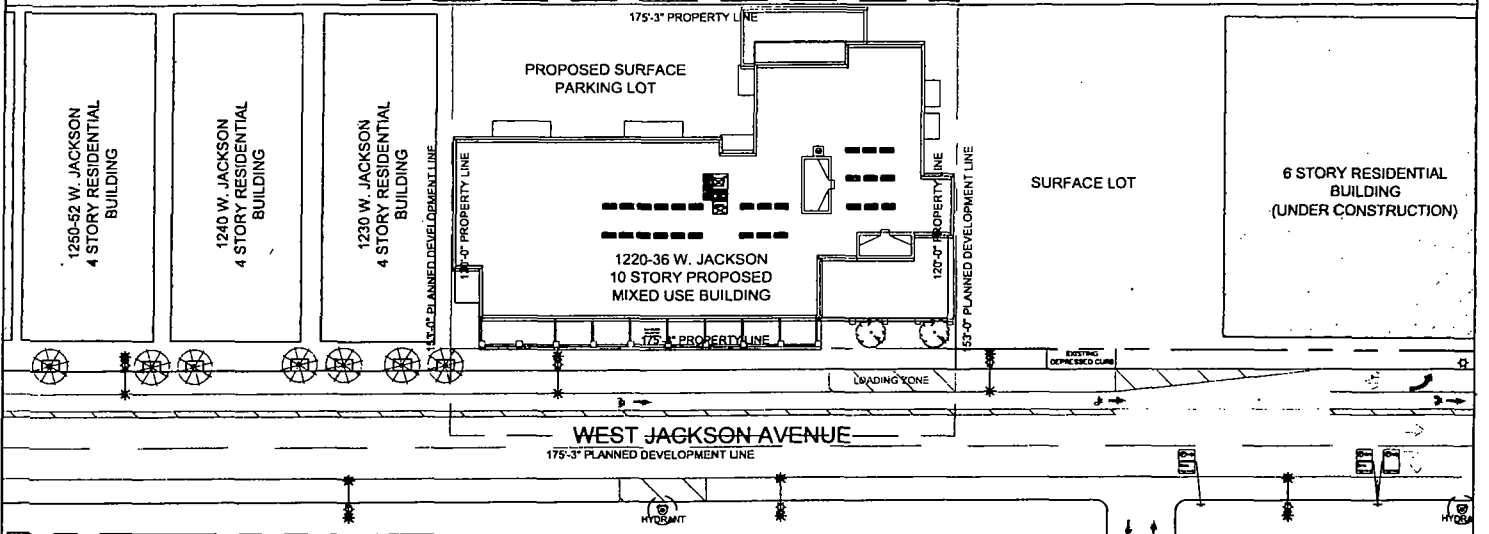 175'-3" PROPERTY LINE
PROPOSED SURFACE
PARKING LOT
1250-52 W. JACKSON
4 STORY RESIDENTIAL
BUILDING
1240 W. JACKSON
4 STORY RESIDENTIAL
BUILDING
1230 W. JACKSON
4 STORY RESIDENTIAL
BUILDING
153'-0" PLANNED DEVELOPMENT LINE
120'-0" PROPERTY LINE
1220-36 W. JACKSON
10 STORY PROPOSED
MIXED USE BUILDING
120'-0" PROPERTY LINE
153'-0" PLANNED DEVELOPMENT LINE
SURFACE LOT
6 STORY RESIDENTIAL
BUILDING
(UNDER CONSTRUCTION)
175'-3" PROPERTY LINE
EXISTING
DEPRESSED CURB
LOADING ZONE
WEST JACKSON AVENUE
175'-3" PLANNED DEVELOPMENT LINE
HYDRANT
HYDRA